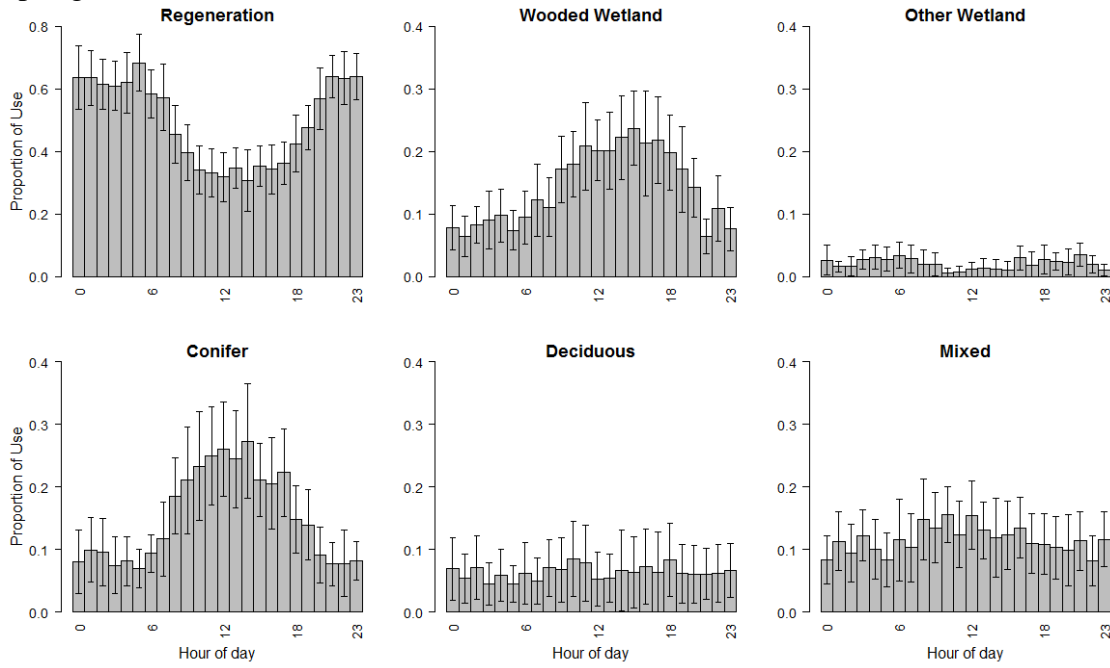 Regeneration
Wooded Wetland
Other Wetland
Proportion of Use
0.0 0.2 0.4 0.6 0.8
0 6 12 18 23
0.0 0.1 0.2 0.3 0.4
0 6 12 18 23
0.0 0.1 0.2 0.3 0.4
0 6 12 18 23
Conifer
Deciduous
Mixed
Proportion of Use
0.0 0.1 0.2 0.3 0.4
0 6 12 18 23
Hour of day
0.0 0.1 0.2 0.3 0.4
0 6 12 18 23
Hour of day
0.0 0.1 0.2 0.3 0.4
0 6 12 18 23
Hour of day